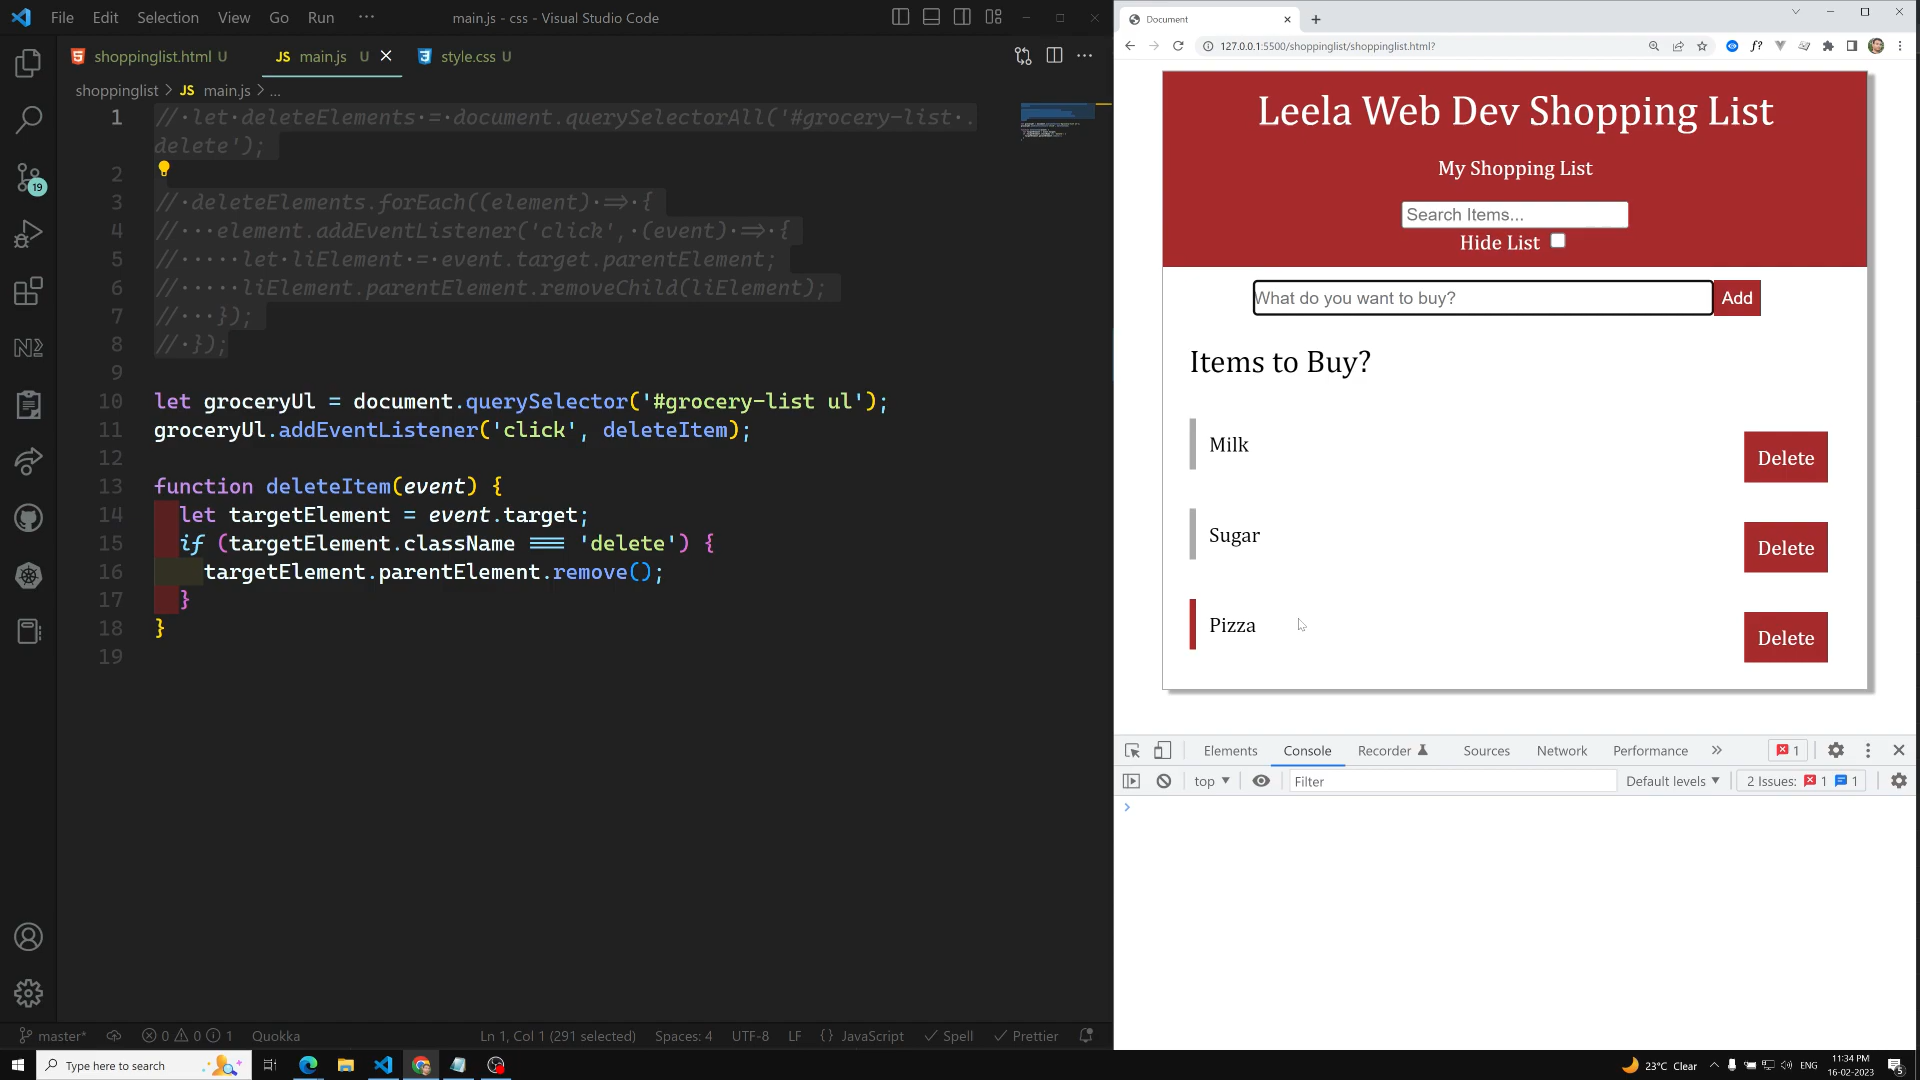 File Edit Selection View Go Run ··· main.js - css - Visual Studio Code
shoppinglist.html U JS main.js U style.css U
shoppinglist > JS main.js > ...
1 // let deleteElements = document.querySelectorAll('#grocery-list .
delete');
2
3 // deleteElements.forEach((element) => {
4 // element.addEventListener('click', (event) => {
5 // let liElement = event.target.parentElement;
6 // liElement.parentElement.removeChild(liElement);
7 // });
8 // });
9
10 let groceryUl = document.querySelector('#grocery-list ul');
11 groceryUl.addEventListener('click', deleteItem);
12
13 function deleteItem(event) {
14 let targetElement = event.target;
15 if (targetElement.className === 'delete') {
16 targetElement.parentElement.remove();
17 }
18 }
19
19
master* 0 0 1 Quokka Ln 1, Col 1 (291 selected) Spaces: 4 UTF-8 LF {} JavaScript Spell Prettier
Document
127.0.0.1:5500/shoppinglist/shoppinglist.html?
Leela Web Dev Shopping List
My Shopping List
Search Items...
Hide List
What do you want to buy? Add
Items to Buy?
Milk Delete
Sugar Delete
Pizza Delete
Elements Console Recorder Sources Network Performance » 1
top Filter Default levels 2 Issues: 1 1
Type here to search
23°C Clear ENG 11:34 PM
16-02-2023
5